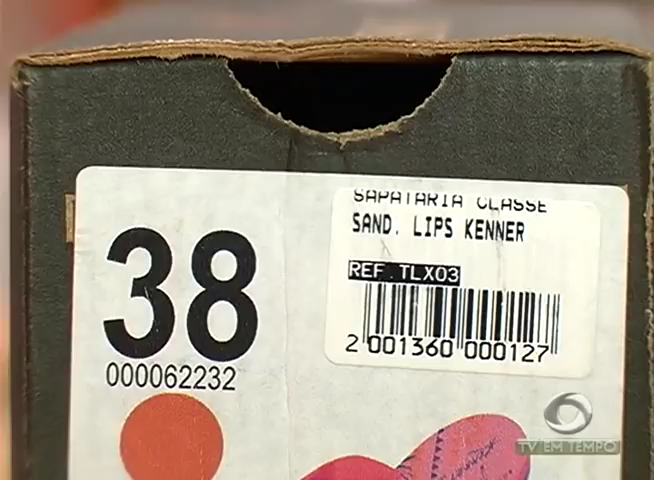 SAPATARIA CLASSE
SAND. LIPS KENNER
REF.TLX03
2 001360 000127
38
000062232
TV EM TEMPO